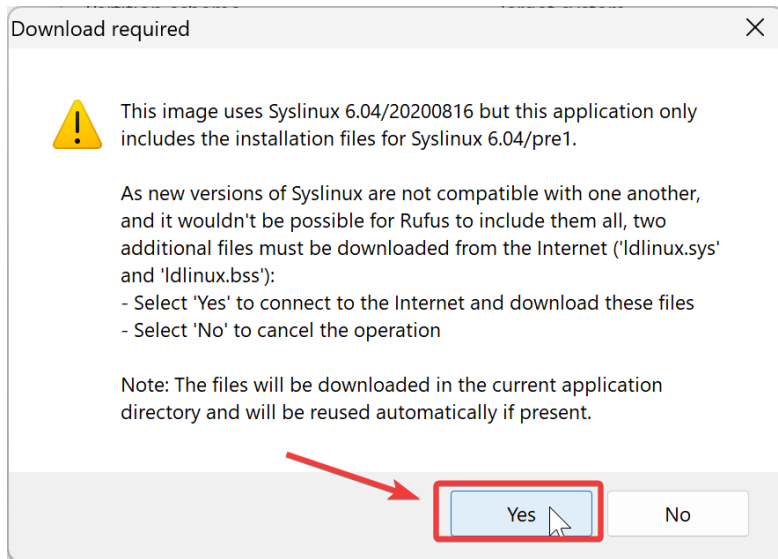 Download required
This image uses Syslinux 6.04/20200816 but this application only
includes the installation files for Syslinux 6.04/pre1.
As new versions of Syslinux are not compatible with one another,
and it wouldn't be possible for Rufus to include them all, two
additional files must be downloaded from the Internet ('ldlinux.sys'
and 'ldlinux.bss'):
- Select 'Yes' to connect to the Internet and download these files
- Select 'No' to cancel the operation
Note: The files will be downloaded in the current application
directory and will be reused automatically if present.
Yes
No